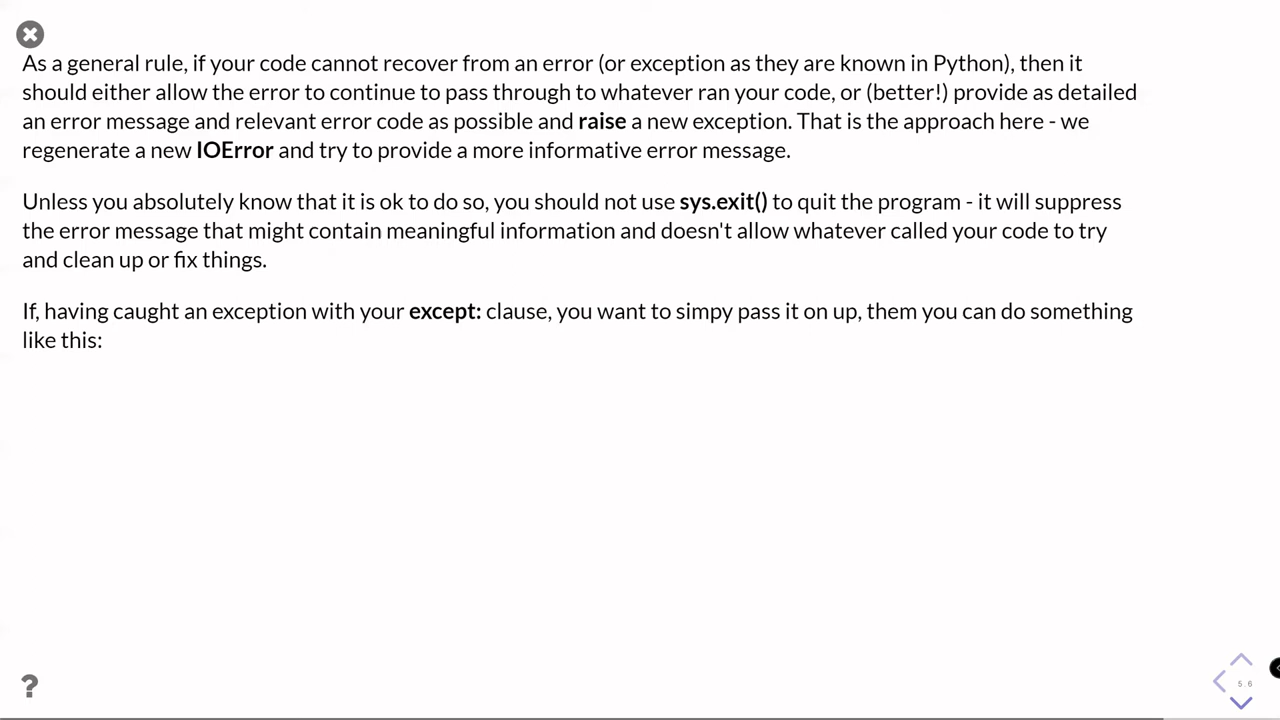 As a general rule, if your code cannot recover from an error (or exception as they are known in Python), then it
should either allow the error to continue to pass through to whatever ran your code, or (better!) provide as detailed
an error message and relevant error code as possible and raise a new exception. That is the approach here - we
regenerate a new IOError and try to provide a more informative error message.
Unless you absolutely know that it is ok to do so, you should not use sys.exit() to quit the program - it will suppress
the error message that might contain meaningful information and doesn't allow whatever called your code to try
and clean up or fix things.
If, having caught an exception with your except: clause, you want to simpy pass it on up, them you can do something
like this:
?
5.6